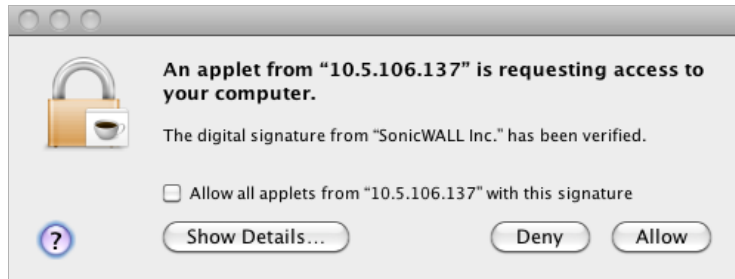 An applet from “10.5.106.137” is requesting access to
your computer.
The digital signature from “SonicWALL Inc.” has been verified.
Allow all applets from “10.5.106.137” with this signature
?
Show Details...
Deny
Allow